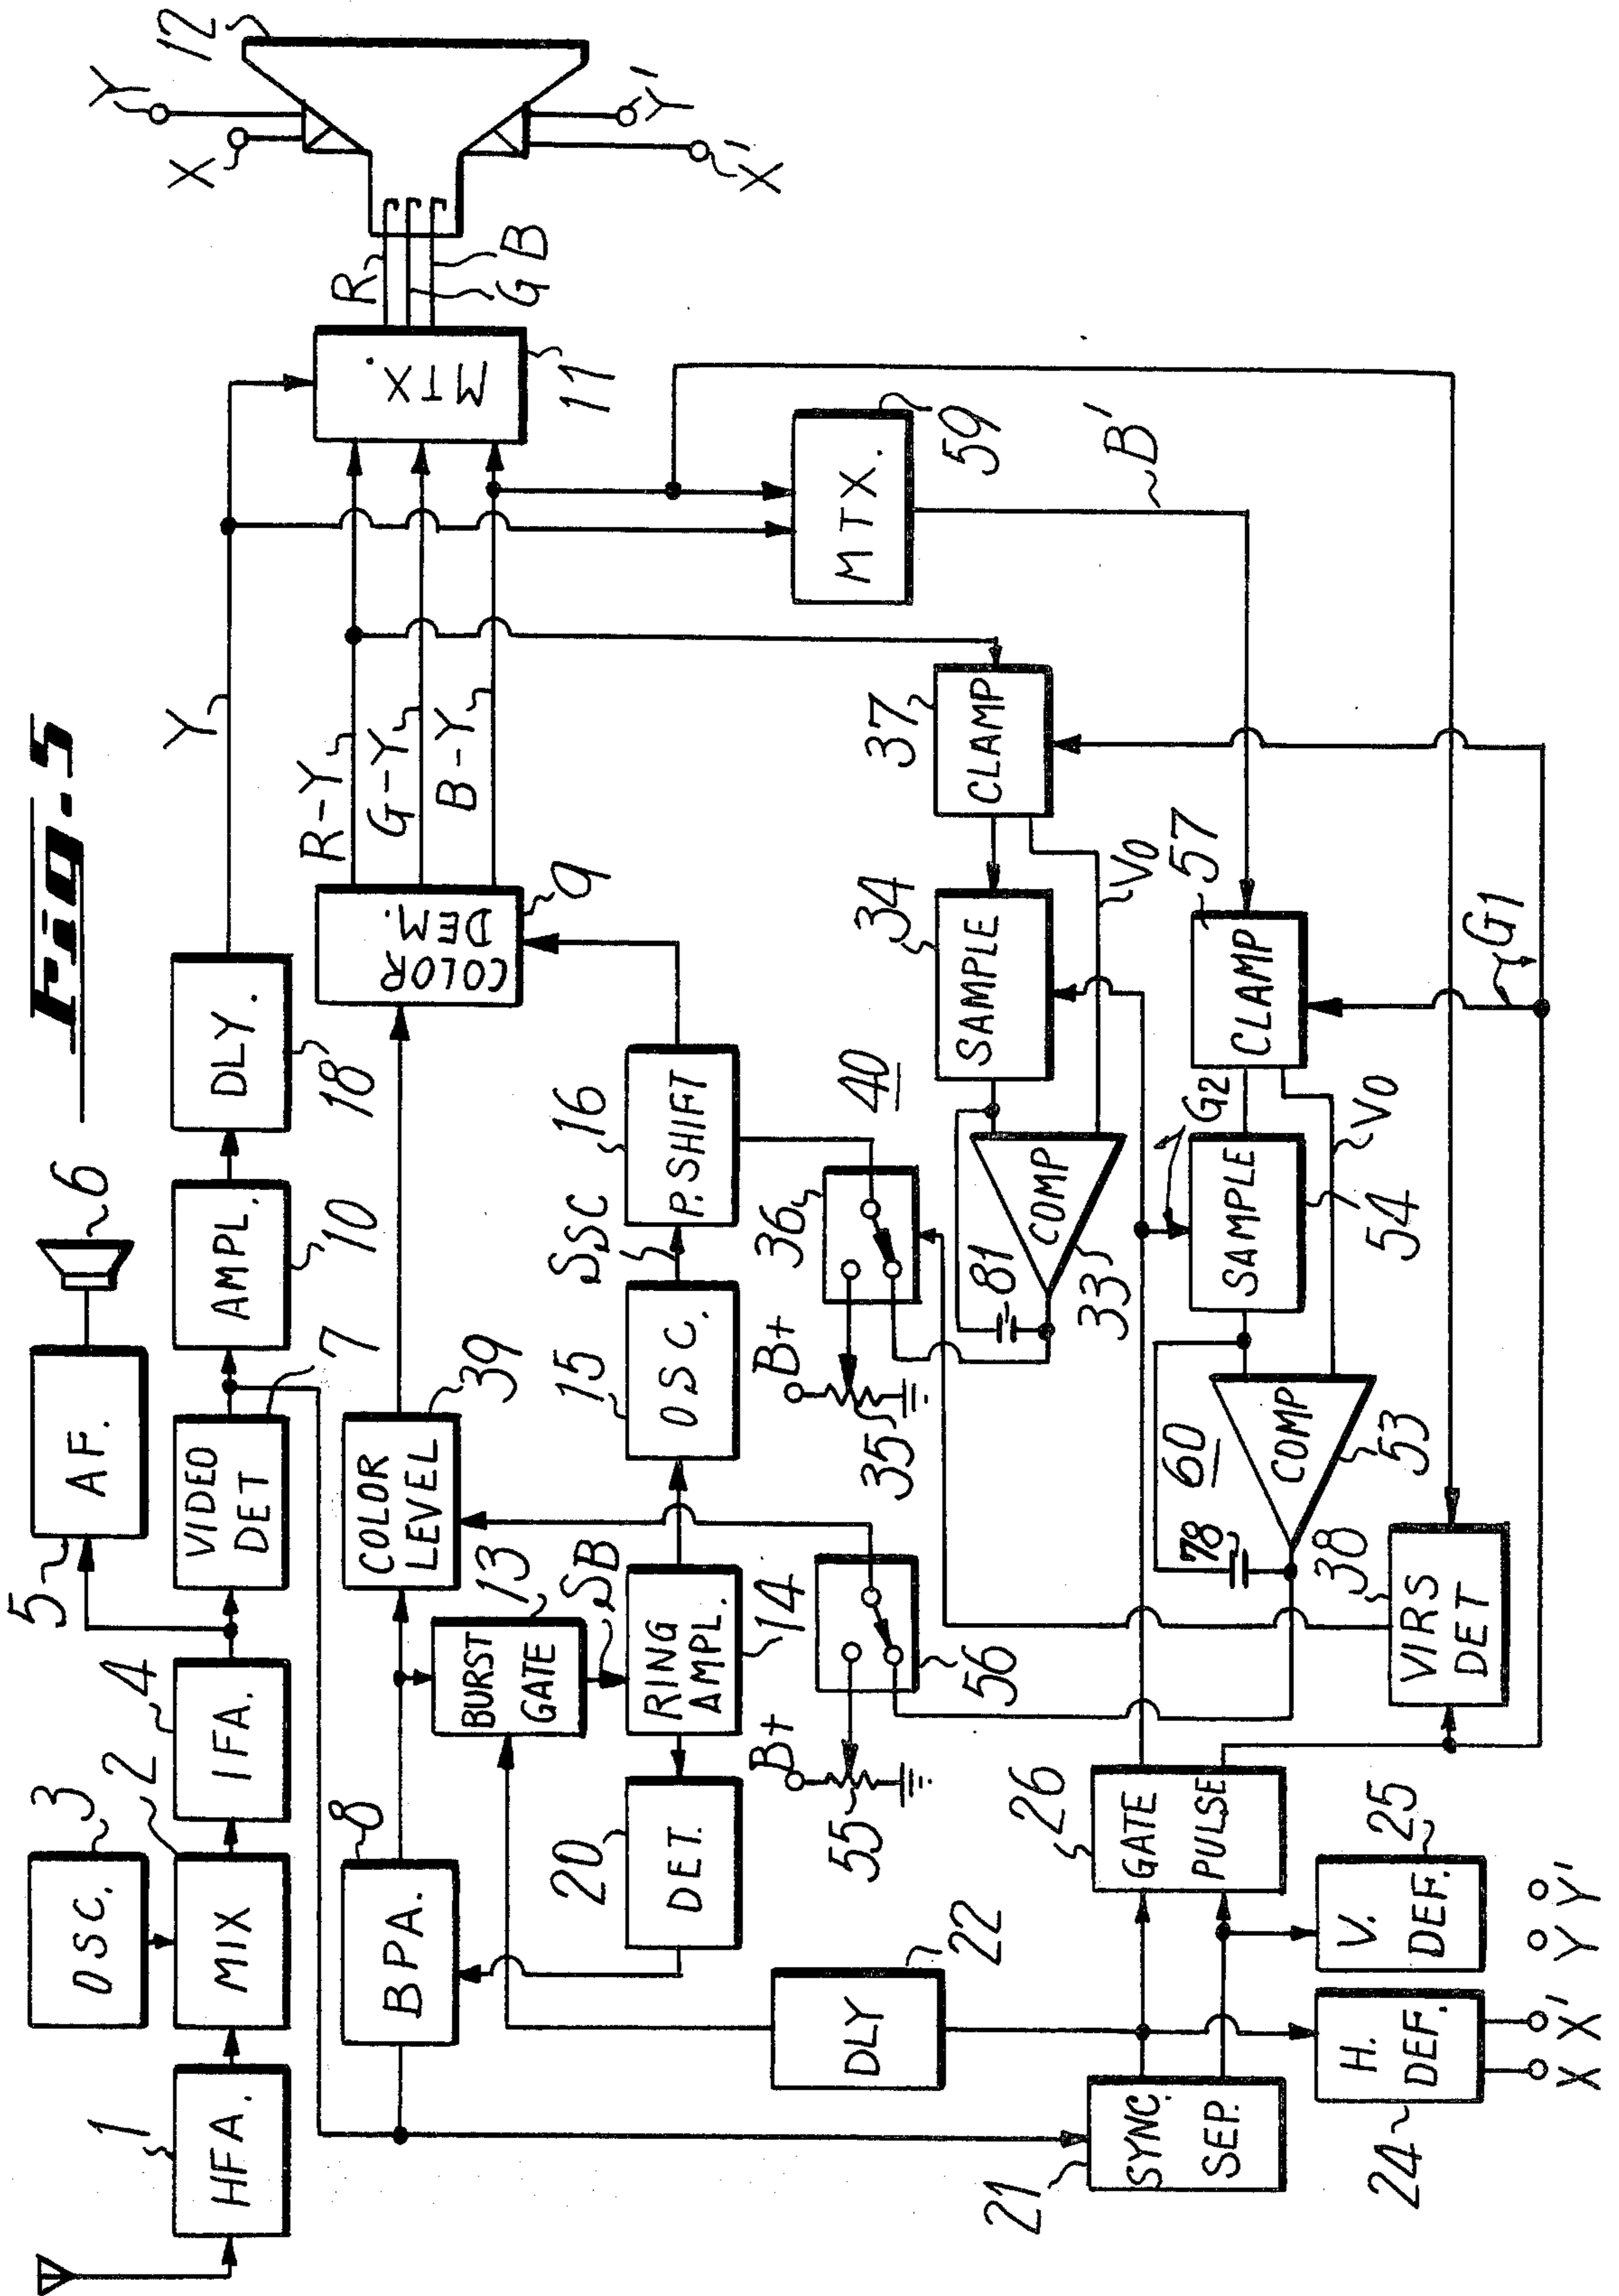 Fig-5
1
HFA.
OSC.
3
MIX
2
IFA.
4
5
AF.
6
VIDEO
DET
7
AMPL.
10
DLY.
18
Y
BPA.
8
COLOR
LEVEL
39
COLOR
DEM.
9
R-Y
G-Y
B-Y
MTX.
11
R
G
B
X
Y
12
Y'
X'
BURST
GATE
13
SB
DET.
20
RING
AMPL.
14
OSC.
15
SSC
P.SHIFT
16
DLY
22
B+
55
56
B+
35
36
40
MTX.
59
B'
81
COMP
33
SAMPLE
34
CLAMP
37
V0
SYNC.
SEP.
21
GATE
PULSE
26
60
78
COMP
53
SAMPLE
54
G2
CLAMP
57
V0
G1
H.
DEF.
24
V.
DEF.
25
VIRS
DET
38
X X' Y Y'